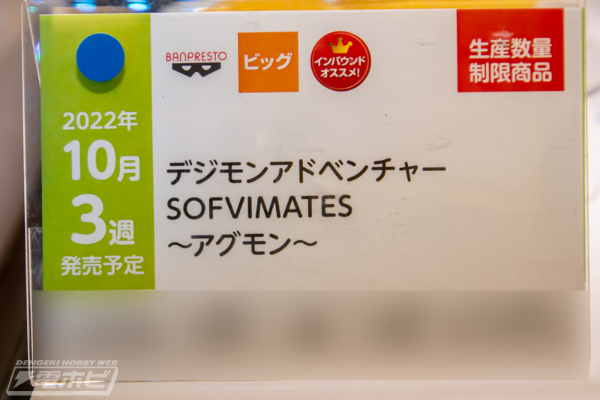 BANPRESTO
ビッグ
インバウンド
オススメ!
生産数量
制限商品
2022年
10月
3週
発売予定
デジモンアドベンチャー
SOFVIMATES
～アグモン～
DENGEKI HOBBY WEB
電ホビ